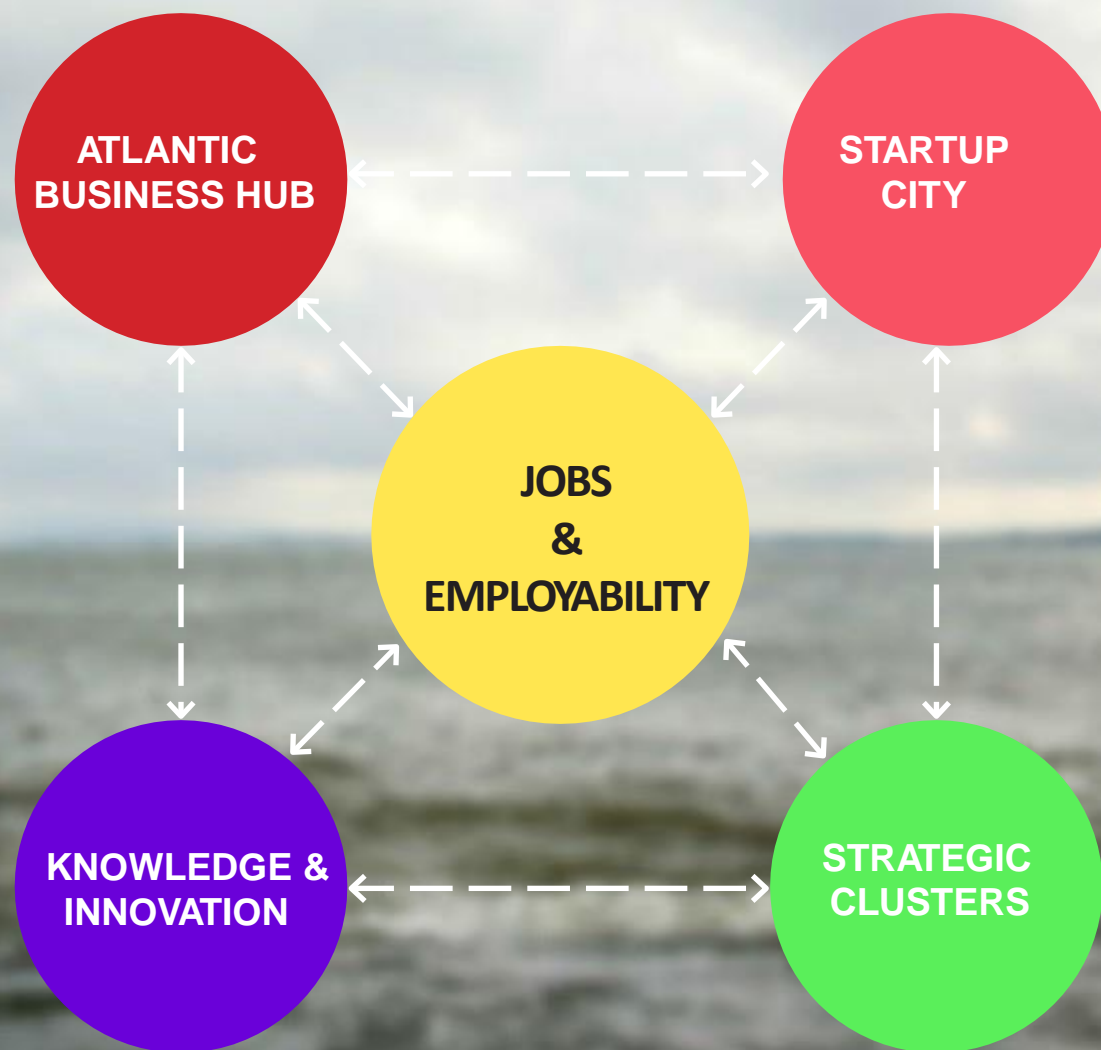 ATLANTIC
BUSINESS HUB
STARTUP
CITY
JOBS
&
EMPLOYABILITY
KNOWLEDGE &
INNOVATION
STRATEGIC
CLUSTERS